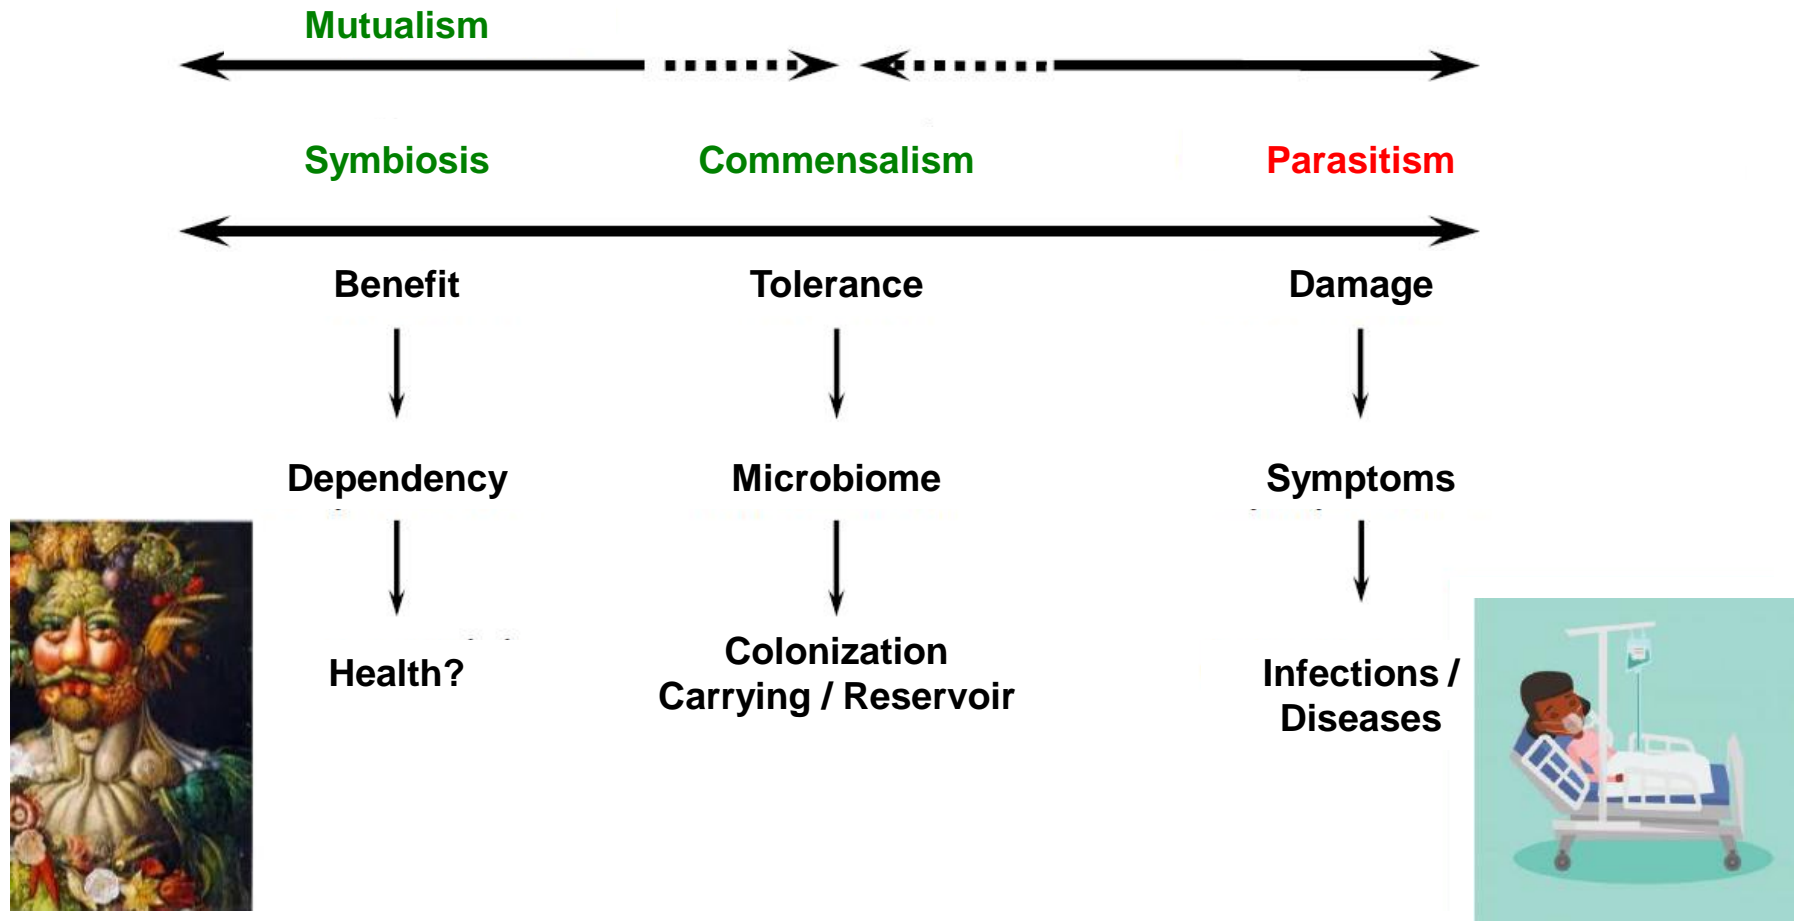 Mutualism
Symbiosis Commensalism Parasitism
Benefit Tolerance Damage
Dependency Microbiome Symptoms
Health?
Colonization
Carrying / Reservoir
Infections /
Diseases